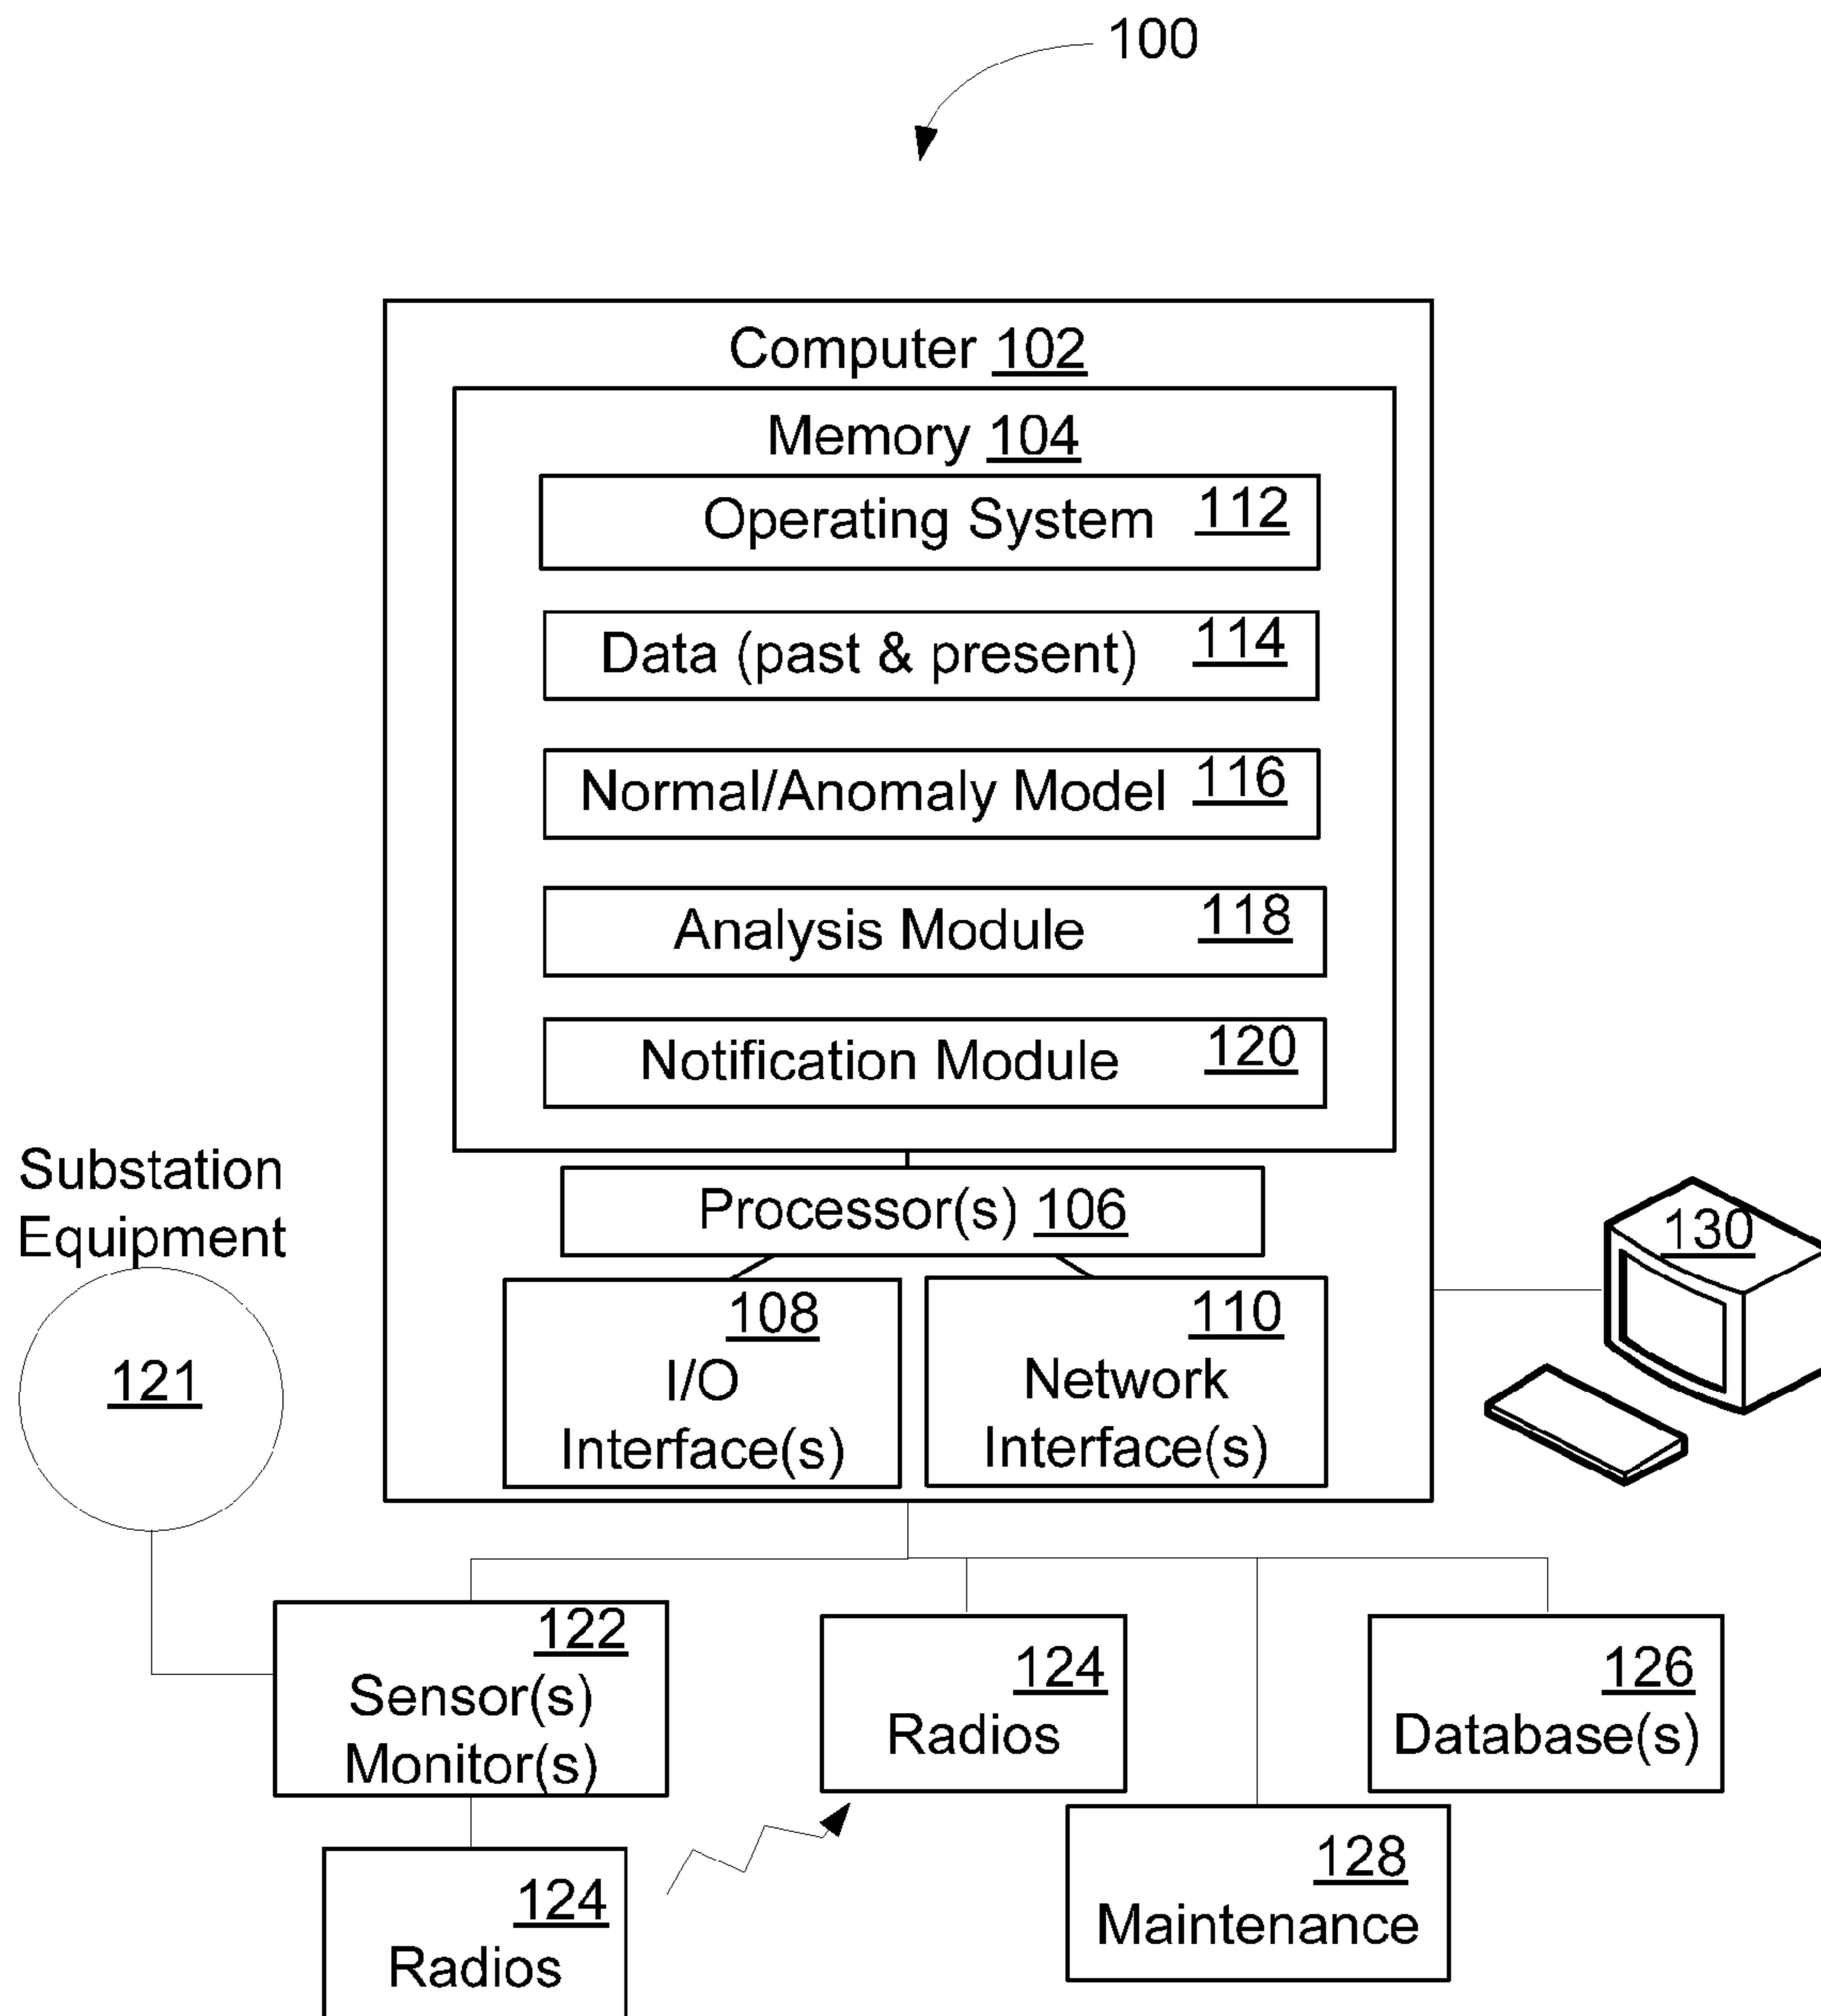 100
Computer 102
Memory 104
Operating System 112
Data (past & present) 114
Normal/Anomaly Model 116
Analysis Module 118
Notification Module 120
Substation
Equipment
121
Processor(s) 106
108
I/O
Interface(s)
110
Network
Interface(s)
130
122
Sensor(s)
Monitor(s)
124
Radios
126
Database(s)
124
Radios
128
Maintenance